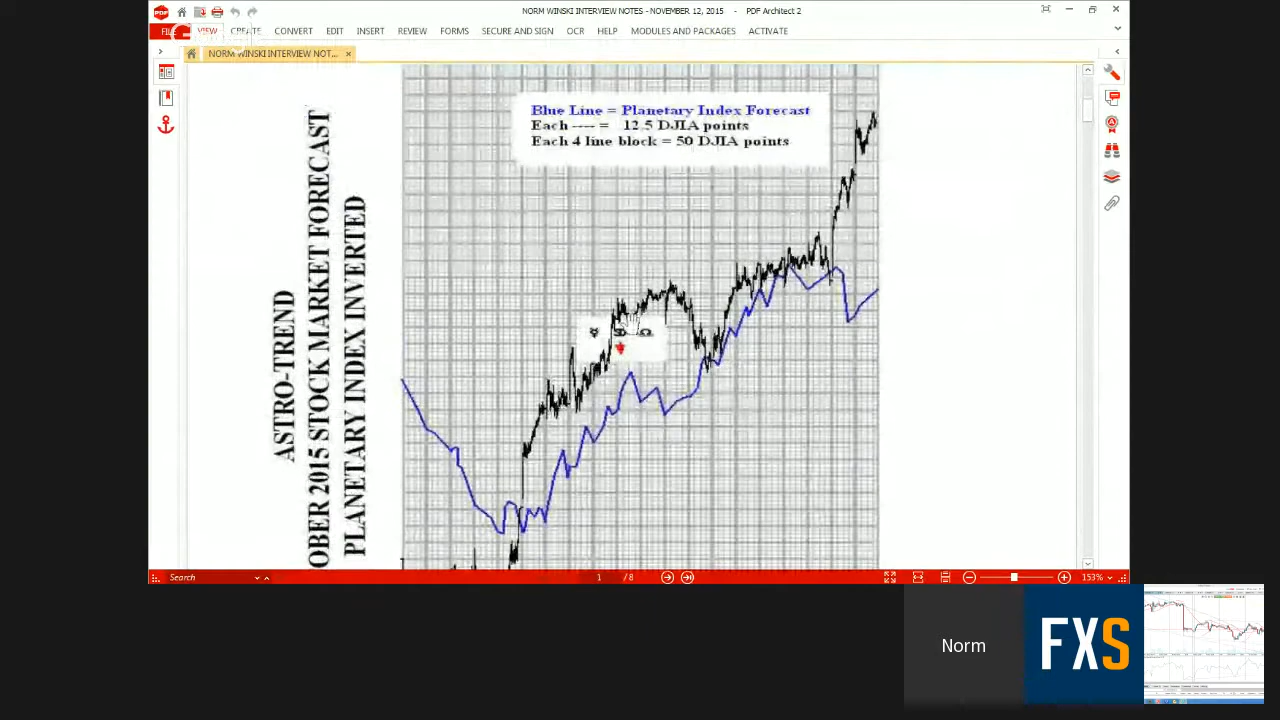 NORM WINSKI INTERVIEW NOTES - NOVEMBER 12, 2015 - PDF Architect 2
FILE VIEW CREATE CONVERT EDIT INSERT REVIEW FORMS SECURE AND SIGN OCR HELP MODULES AND PACKAGES ACTIVATE
NORM WINSKI INTERVIEW NOT...
Blue Line = Planetary Index Forecast
Each ---- = 12.5 DJIA points
Each 4 line block = 50 DJIA points
ASTRO-TREND
OBER 2015 STOCK MARKET FORECAST
PLANETARY INDEX INVERTED
Search
1 / 8
153%
Norm
FXS